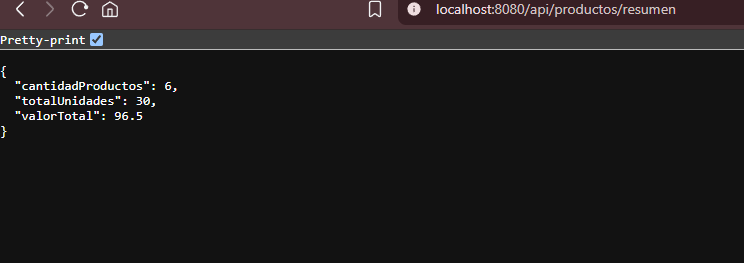 localhost:8080/api/productos/resumen
Pretty-print
{
  "cantidadProductos": 6,
  "totalUnidades": 30,
  "valorTotal": 96.5
}